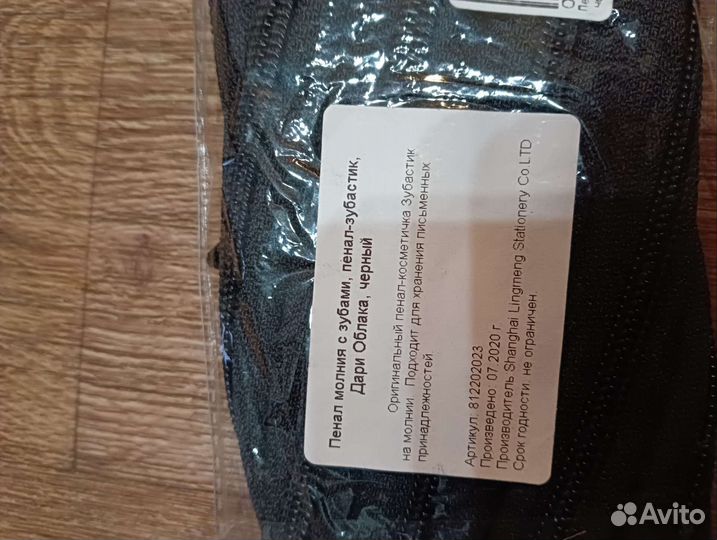 Пенал молния с зубами, пенал-зубастик,
Дари Облака, черный
Оригинальный пенал-косметичка Зубастик
на молнии. Подходит для хранения письменных
принадлежностей
Артикул: 812202023
Произведено: 07.2020 г.
Производитель Shanghai Lingmeng Stationery Co.LTD
Срок годности: не ограничен.
Avito